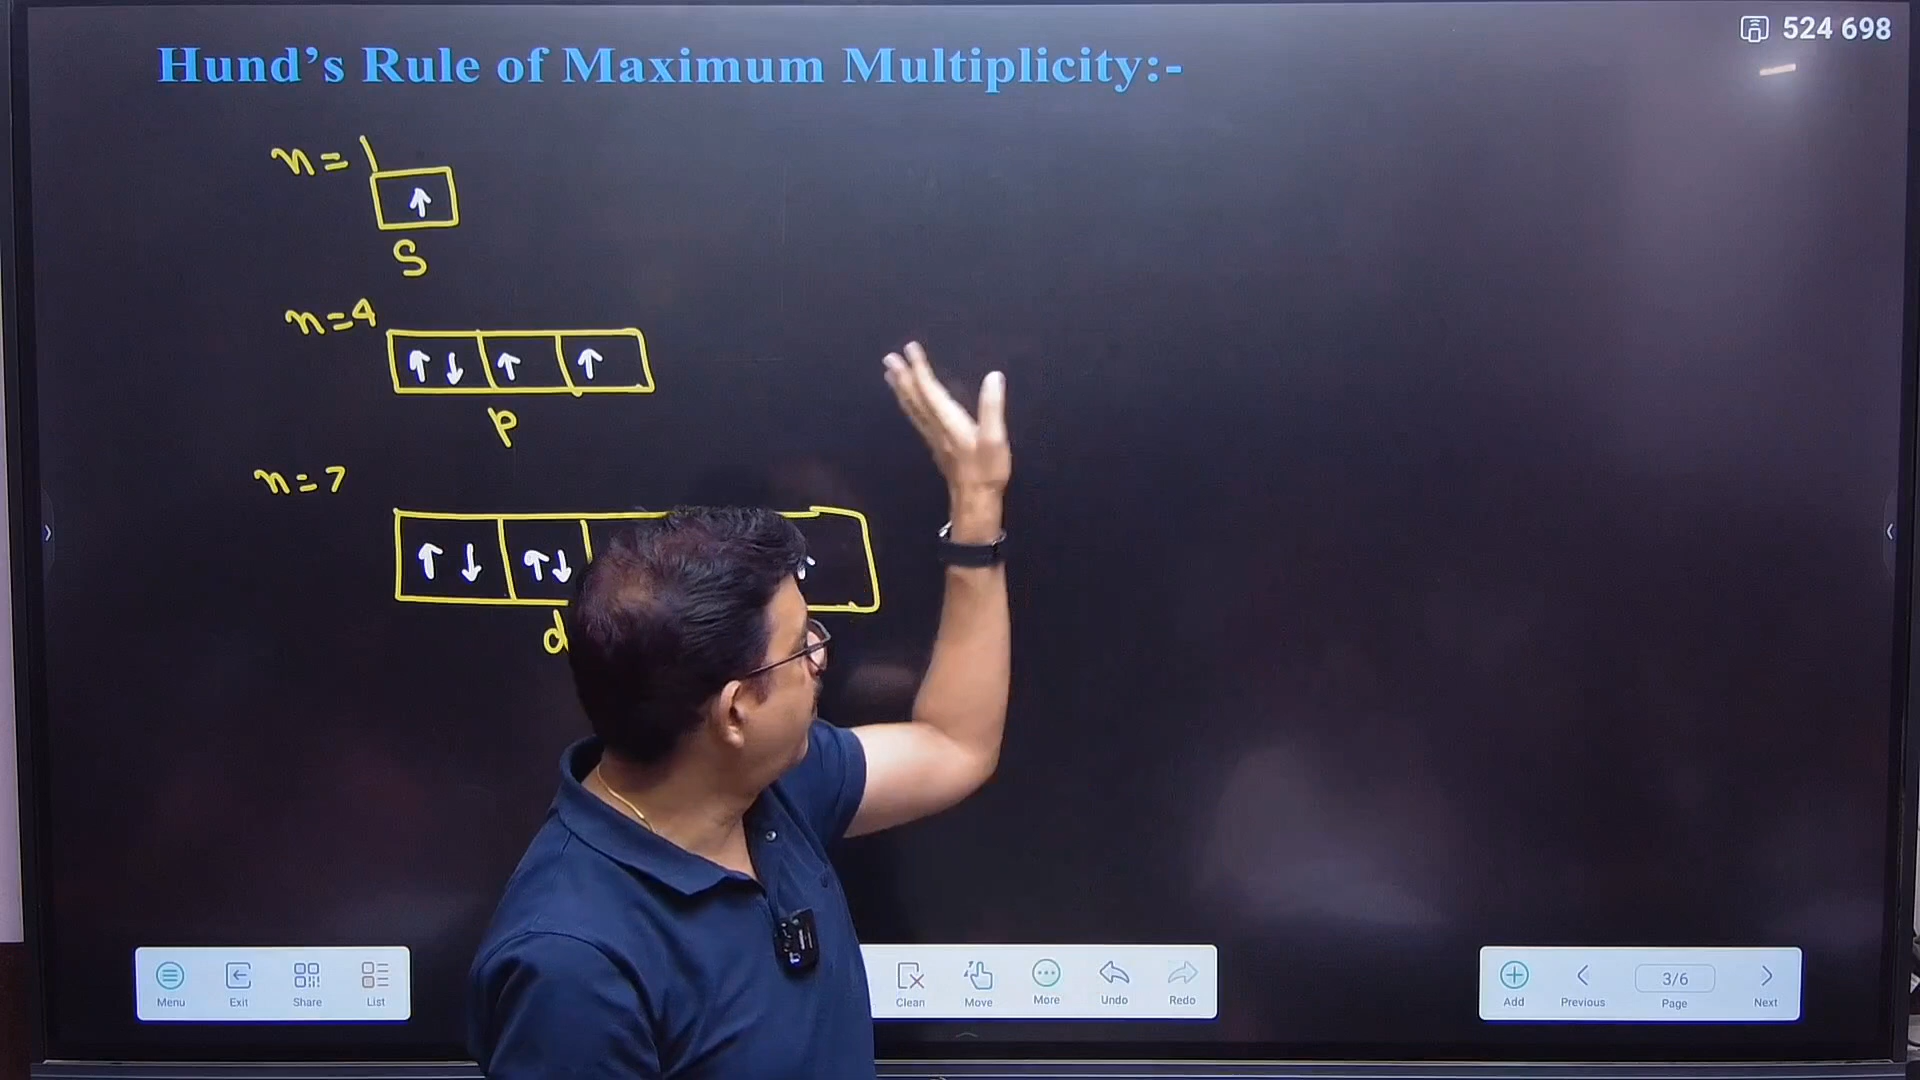 524 698
Hund's Rule of Maximum Multiplicity:-
n=1
S
n=4
p
n=7
d
Menu
Exit
Share
List
Clean
Move
More
Undo
Redo
Add
Previous
3/6
Page
Next